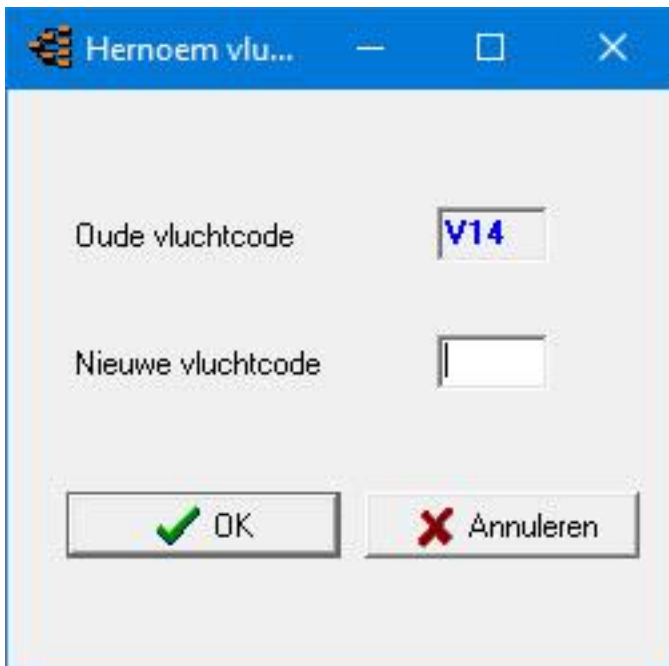 Hernoem vlu...
Oude vluchtcode V14
Nieuwe vluchtcode
OK Annuleren